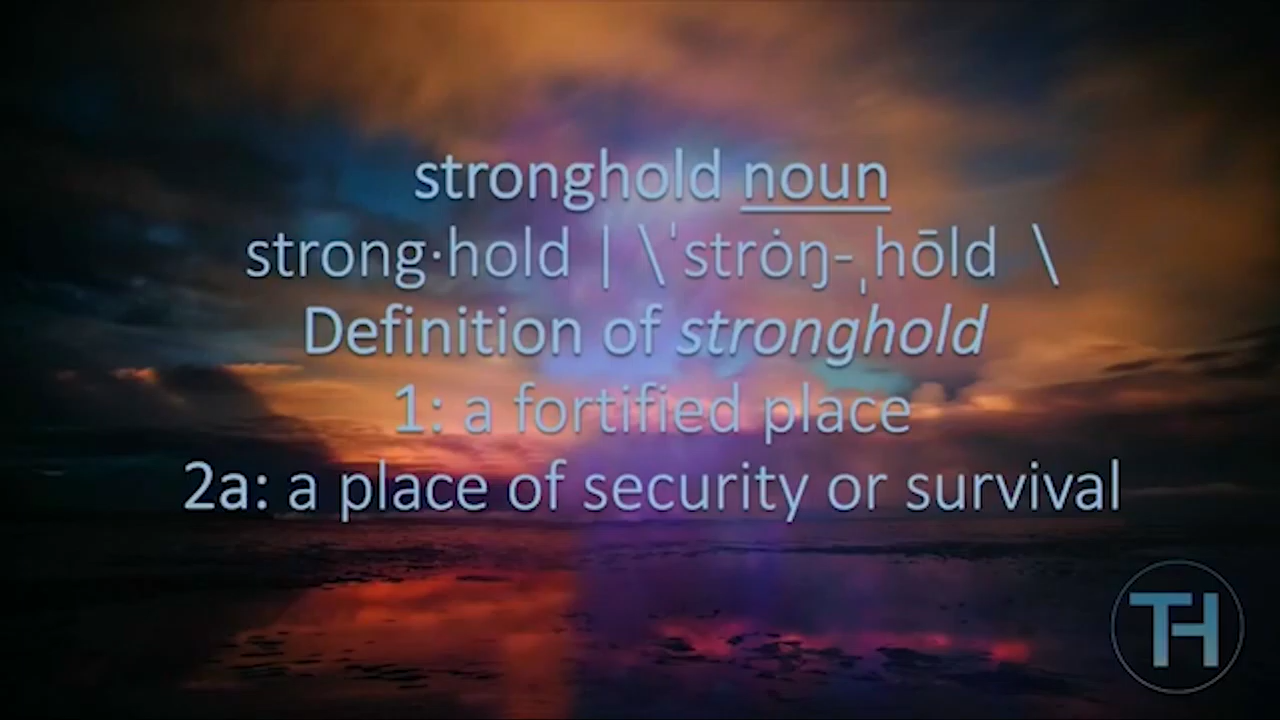 stronghold noun
strong·hold | \ˈstrȯŋ-ˌhōld \
Definition of stronghold
1: a fortified place
2a: a place of security or survival
TH